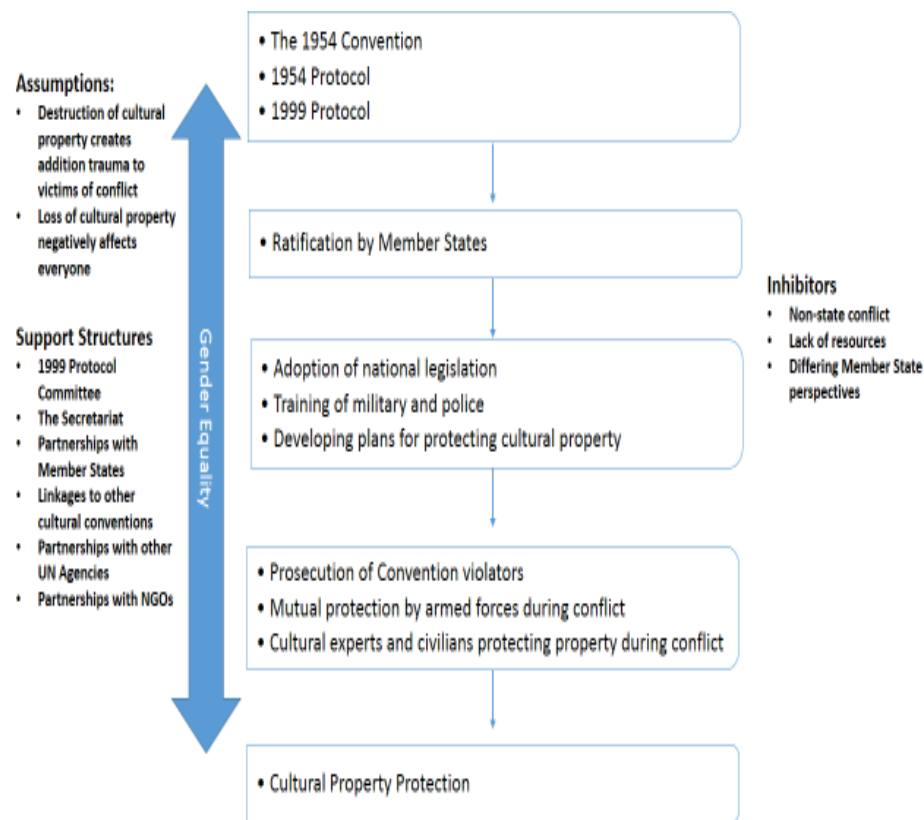 • The 1954 Convention
• 1954 Protocol
• 1999 Protocol
Assumptions:
• Destruction of cultural
property creates
addition trauma to
victims of conflict
• Loss of cultural property
negatively affects
everyone
• Ratification by Member States
Inhibitors
• Non-state conflict
• Lack of resources
• Differing Member State
perspectives
Support Structures
• 1999 Protocol
Committee
• The Secretariat
• Partnerships with
Member States
• Linkages to other
cultural conventions
• Partnerships with other
UN Agencies
• Partnerships with NGOs
Gender Equality
• Adoption of national legislation
• Training of military and police
• Developing plans for protecting cultural property
• Prosecution of Convention violators
• Mutual protection by armed forces during conflict
• Cultural experts and civilians protecting property during conflict
• Cultural Property Protection